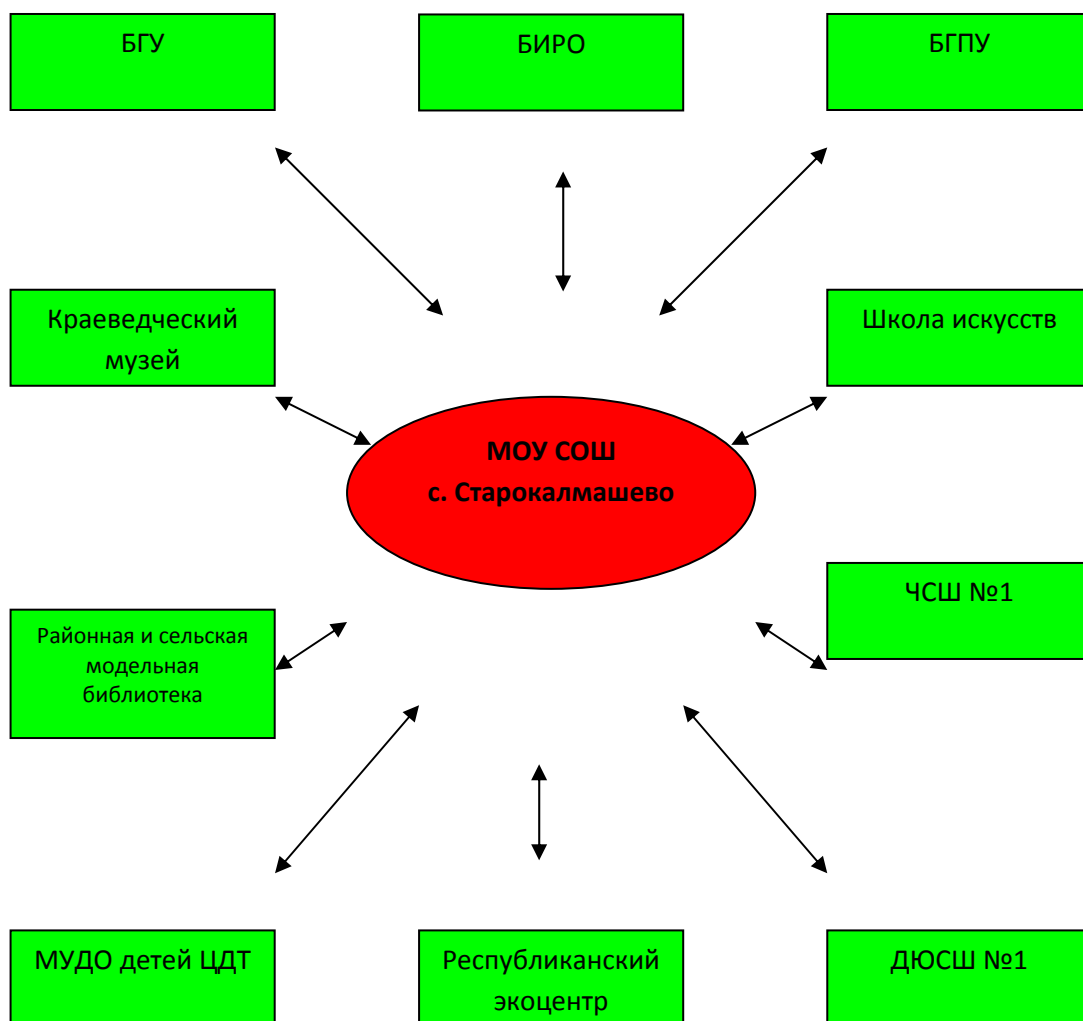 БГУ
БИРО
БГПУ
Краеведческий
музей
Школа искусств
МОУ СОШ
с. Старокалмашево
ЧСШ №1
Районная и сельская
модельная
библиотека
МУДО детей ЦДТ
Республиканский
экоцентр
ДЮСШ №1